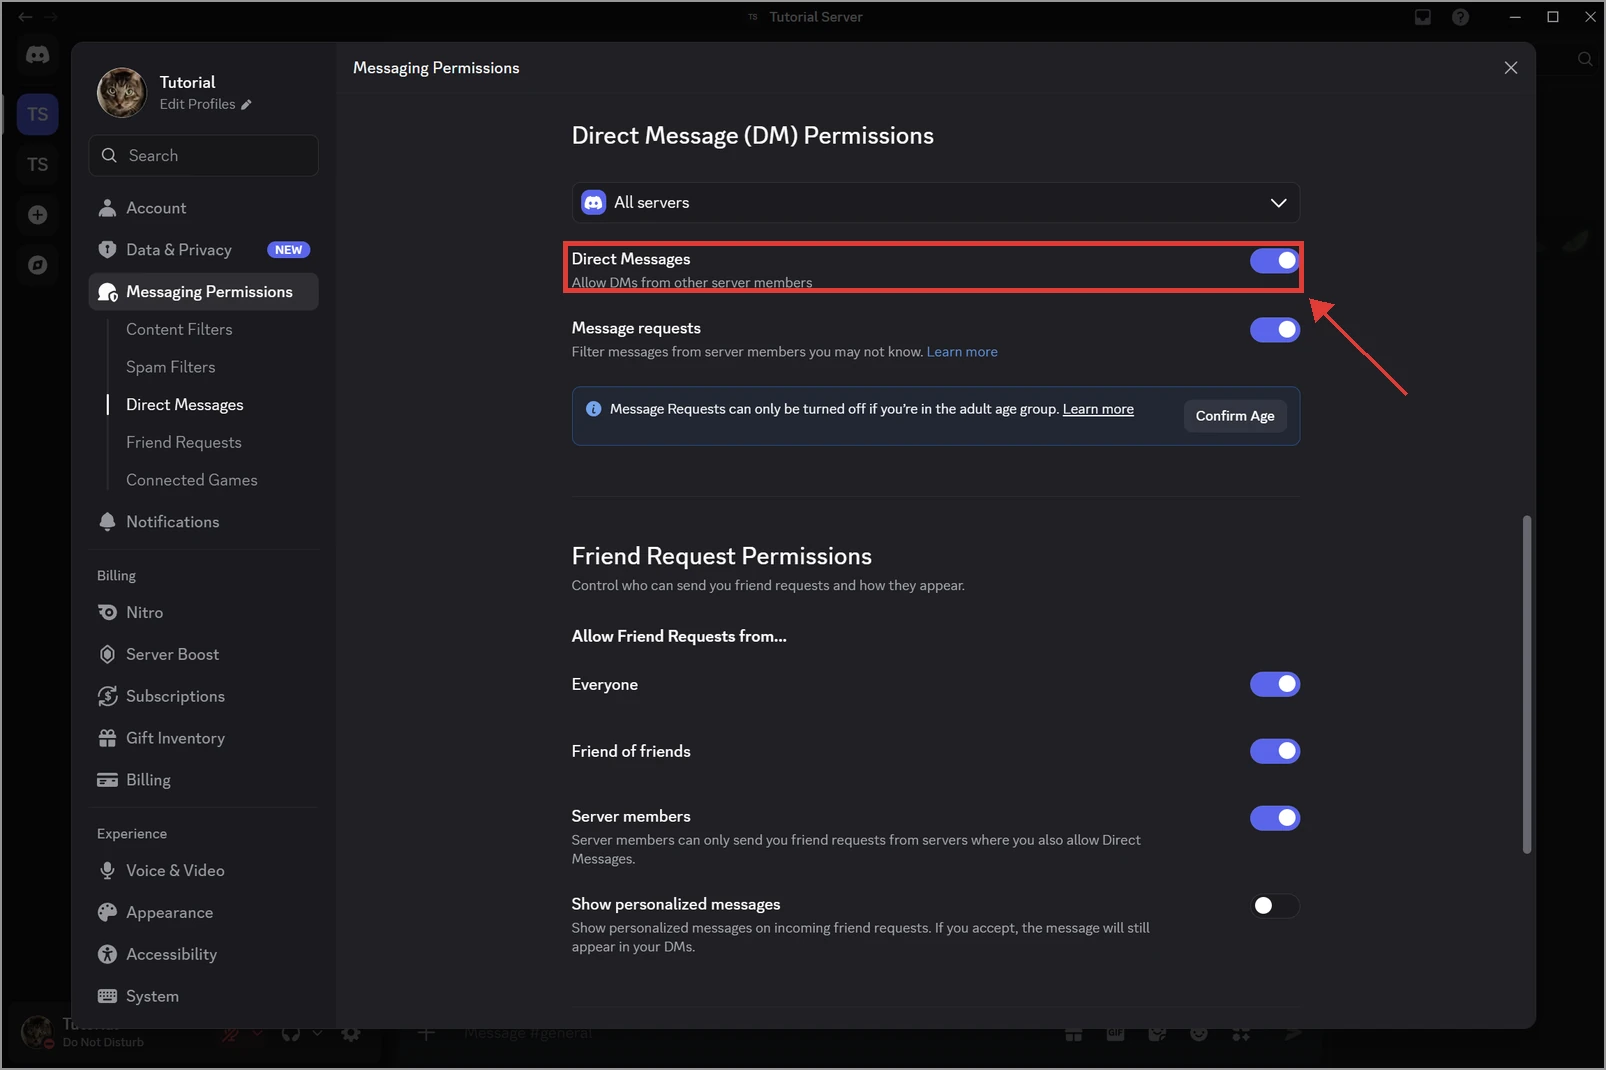 TS Tutorial Server
TS
TS
Tutorial
Edit Profiles
Search
Account
Data & Privacy NEW
Messaging Permissions
Content Filters
Spam Filters
Direct Messages
Friend Requests
Connected Games
Notifications
Billing
Nitro
Server Boost
Subscriptions
Gift Inventory
Billing
Experience
Voice & Video
Appearance
Accessibility
System
Messaging Permissions
Direct Message (DM) Permissions
All servers
Direct Messages
Allow DMs from other server members
Message requests
Filter messages from server members you may not know. Learn more
Message Requests can only be turned off if you're in the adult age group. Learn more
Confirm Age
Friend Request Permissions
Control who can send you friend requests and how they appear.
Allow Friend Requests from...
Everyone
Friend of friends
Server members
Server members can only send you friend requests from servers where you also allow Direct
Messages.
Show personalized messages
Show personalized messages on incoming friend requests. If you accept, the message will still
appear in your DMs.
Tutorial
Do Not Disturb
Message #general
GIF